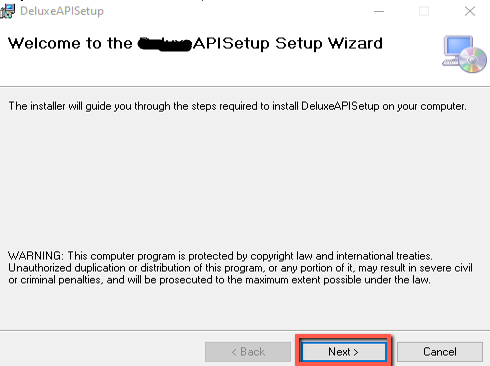 DeluxeAPISetup
Welcome to the APISetup Setup Wizard
The installer will guide you through the steps required to install DeluxeAPISetup on your computer.
WARNING: This computer program is protected by copyright law and international treaties.
Unauthorized duplication or distribution of this program, or any portion of it, may result in severe civil
or criminal penalties, and will be prosecuted to the maximum extent possible under the law.
< Back
Next >
Cancel